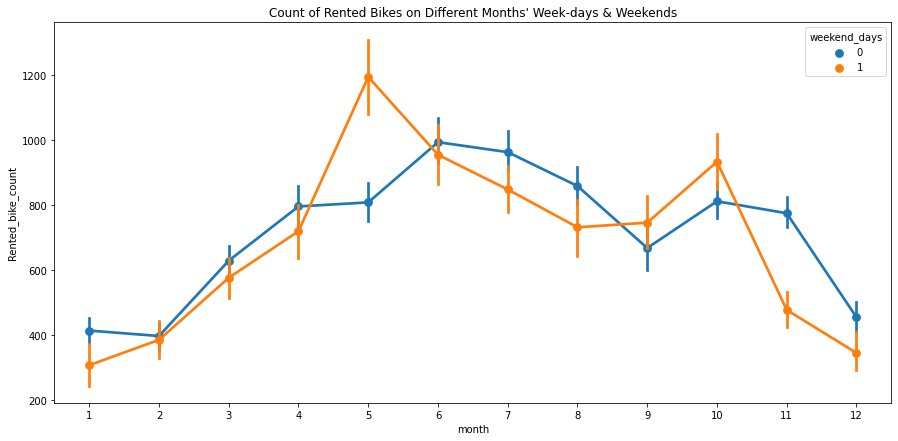 Count of Rented Bikes on Different Months' Week-days & Weekends
weekend_days
0
1
1200
1000
800
600
400
200
Rented_bike_count
1 2 3 4 5 6 7 8 9 10 11 12
month